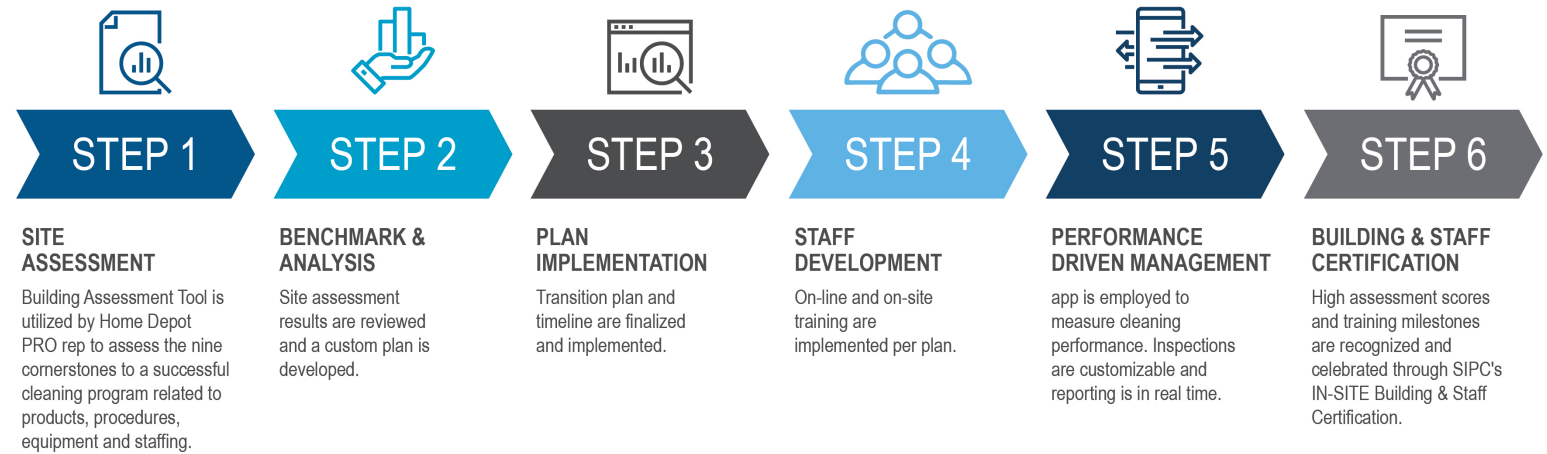 STEP 1
SITE
ASSESSMENT
Building Assessment Tool is
utilized by Home Depot
PRO rep to assess the nine
cornerstones to a successful
cleaning program related to
products, procedures,
equipment and staffing.
STEP 2
BENCHMARK &
ANALYSIS
Site assessment
results are reviewed
and a custom plan is
developed.
STEP 3
PLAN
IMPLEMENTATION
Transition plan and
timeline are finalized
and implemented.
STEP 4
STAFF
DEVELOPMENT
On-line and on-site
training are
implemented per plan.
STEP 5
PERFORMANCE
DRIVEN MANAGEMENT
app is employed to
measure cleaning
performance. Inspections
are customizable and
reporting is in real time.
STEP 6
BUILDING & STAFF
CERTIFICATION
High assessment scores
and training milestones
are recognized and
celebrated through SIPC's
IN-SITE Building & Staff
Certification.